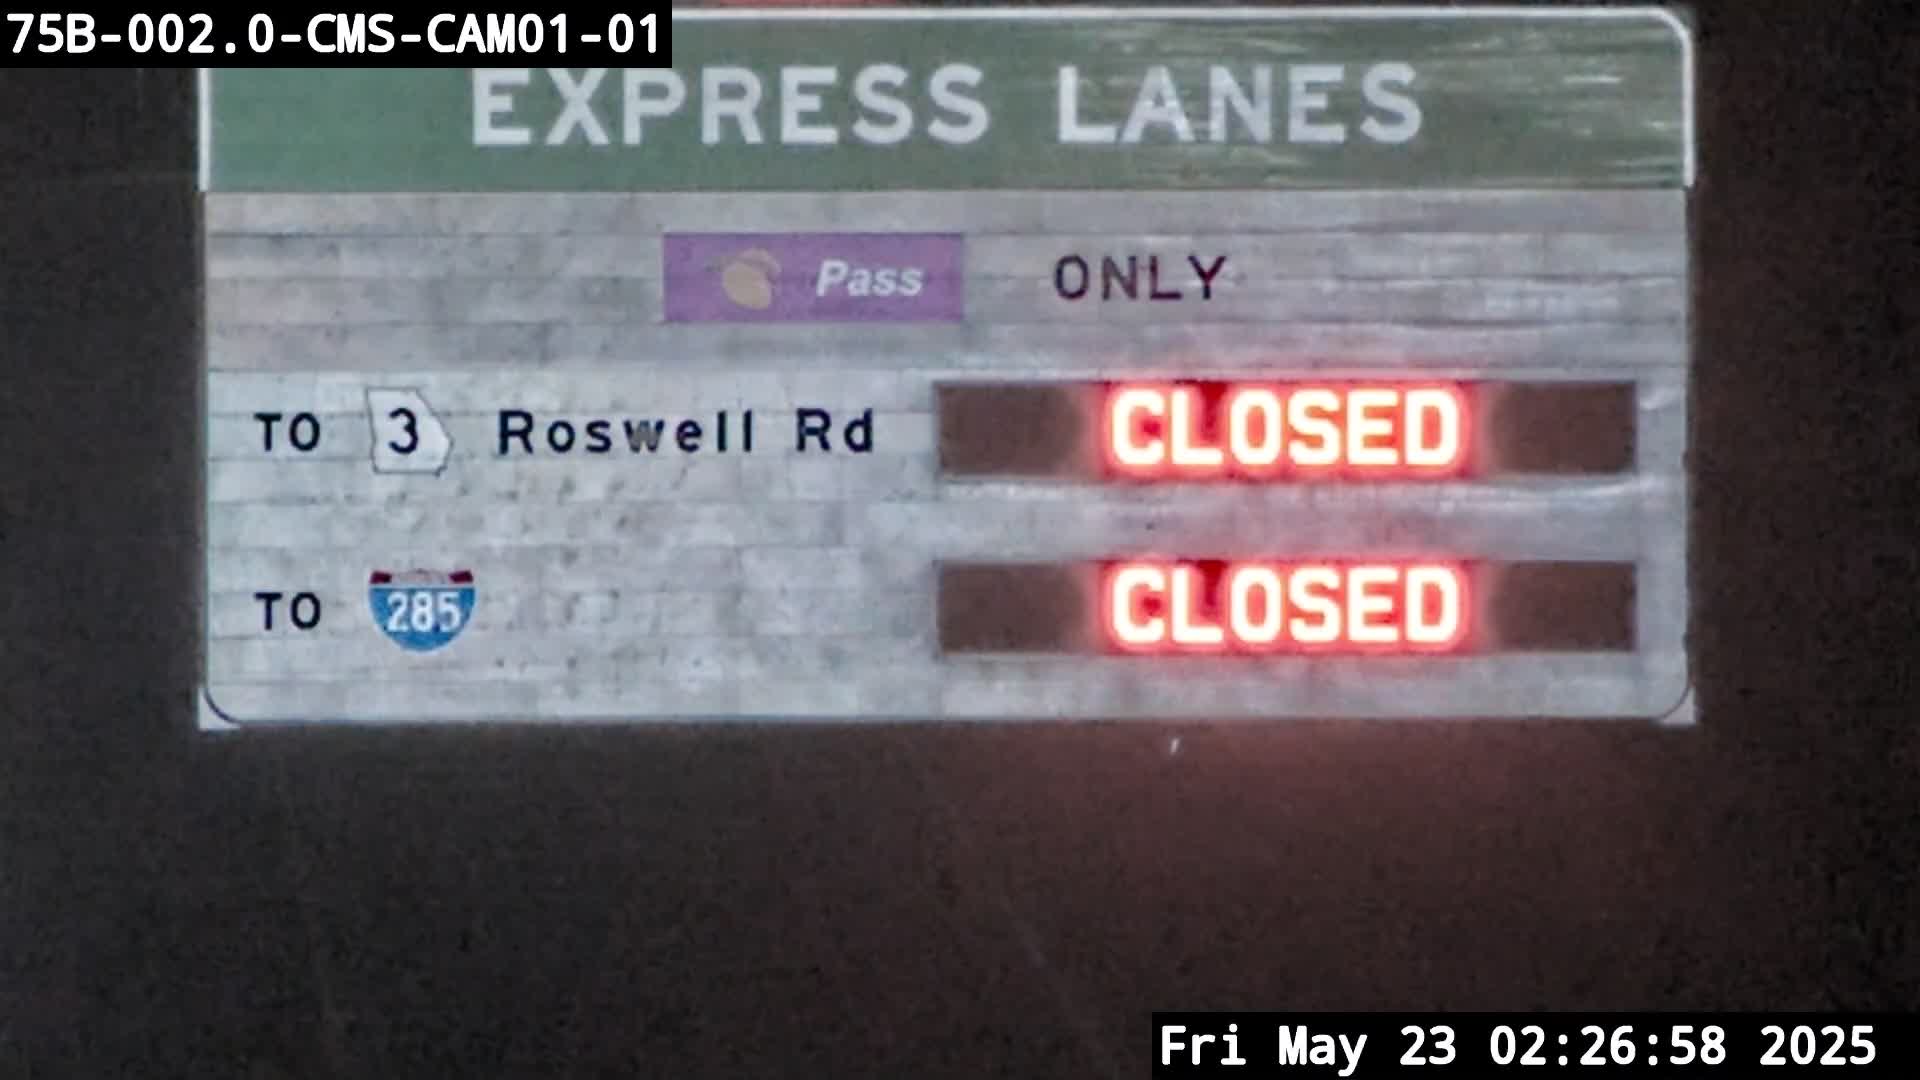 75B-002.0-CMS-CAM01-01
EXPRESS LANES
Pass ONLY
TO 3 Roswell Rd CLOSED
TO 285 CLOSED
Fri May 23 02:26:58 2025